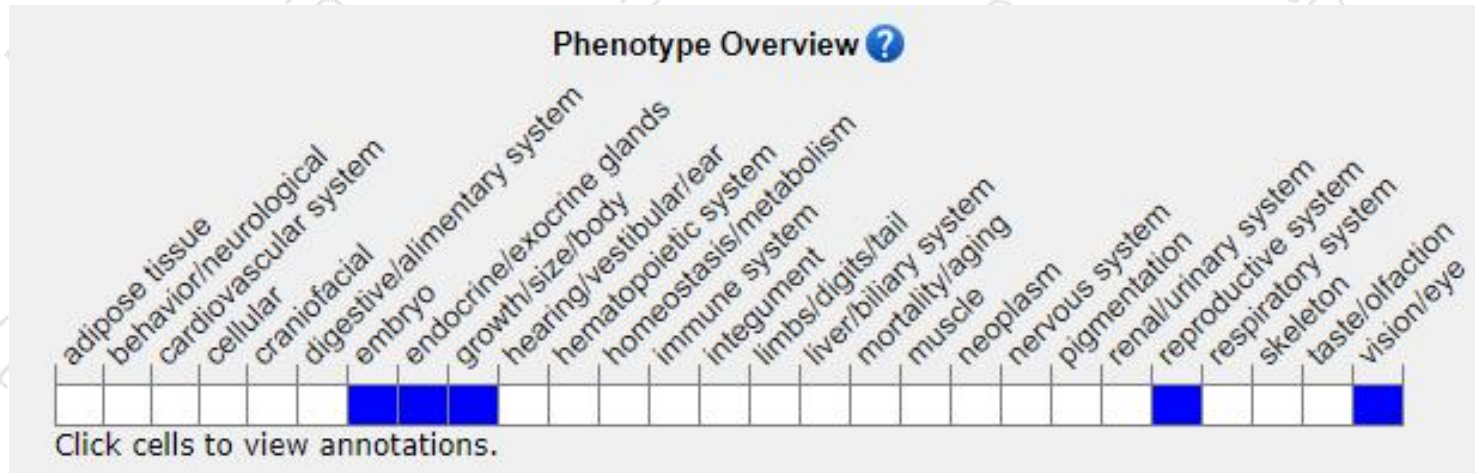 Phenotype Overview ?
adipose tissue
behavior/neurological
cardiovascular system
cellular
craniofacial
digestive/alimentary system
embryo
endocrine/exocrine glands
growth/size/body
hearing/vestibular/ear
hematopoietic system
homeostasis/metabolism
immune system
integument
limbs/digits/tail
liver/biliary system
mortality/aging
muscle
neoplasm
nervous system
pigmentation
renal/urinary system
reproductive system
respiratory system
skeleton
taste/olfaction
vision/eye
Click cells to view annotations.